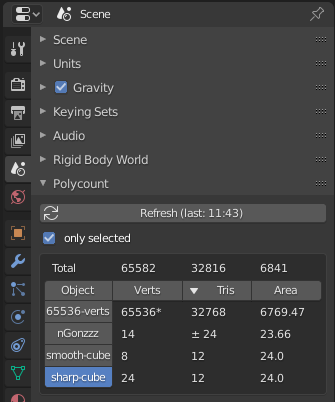 Scene
Scene
Units
Gravity
Keying Sets
Audio
Rigid Body World
Polycount
Refresh (last: 11:43)
only selected
Total 65582 32816 6841
Object Verts Tris Area
65536-verts 65536* 32768 6769.47
nGonzzz 14 ± 24 23.66
smooth-cube 8 12 24.0
sharp-cube 24 12 24.0